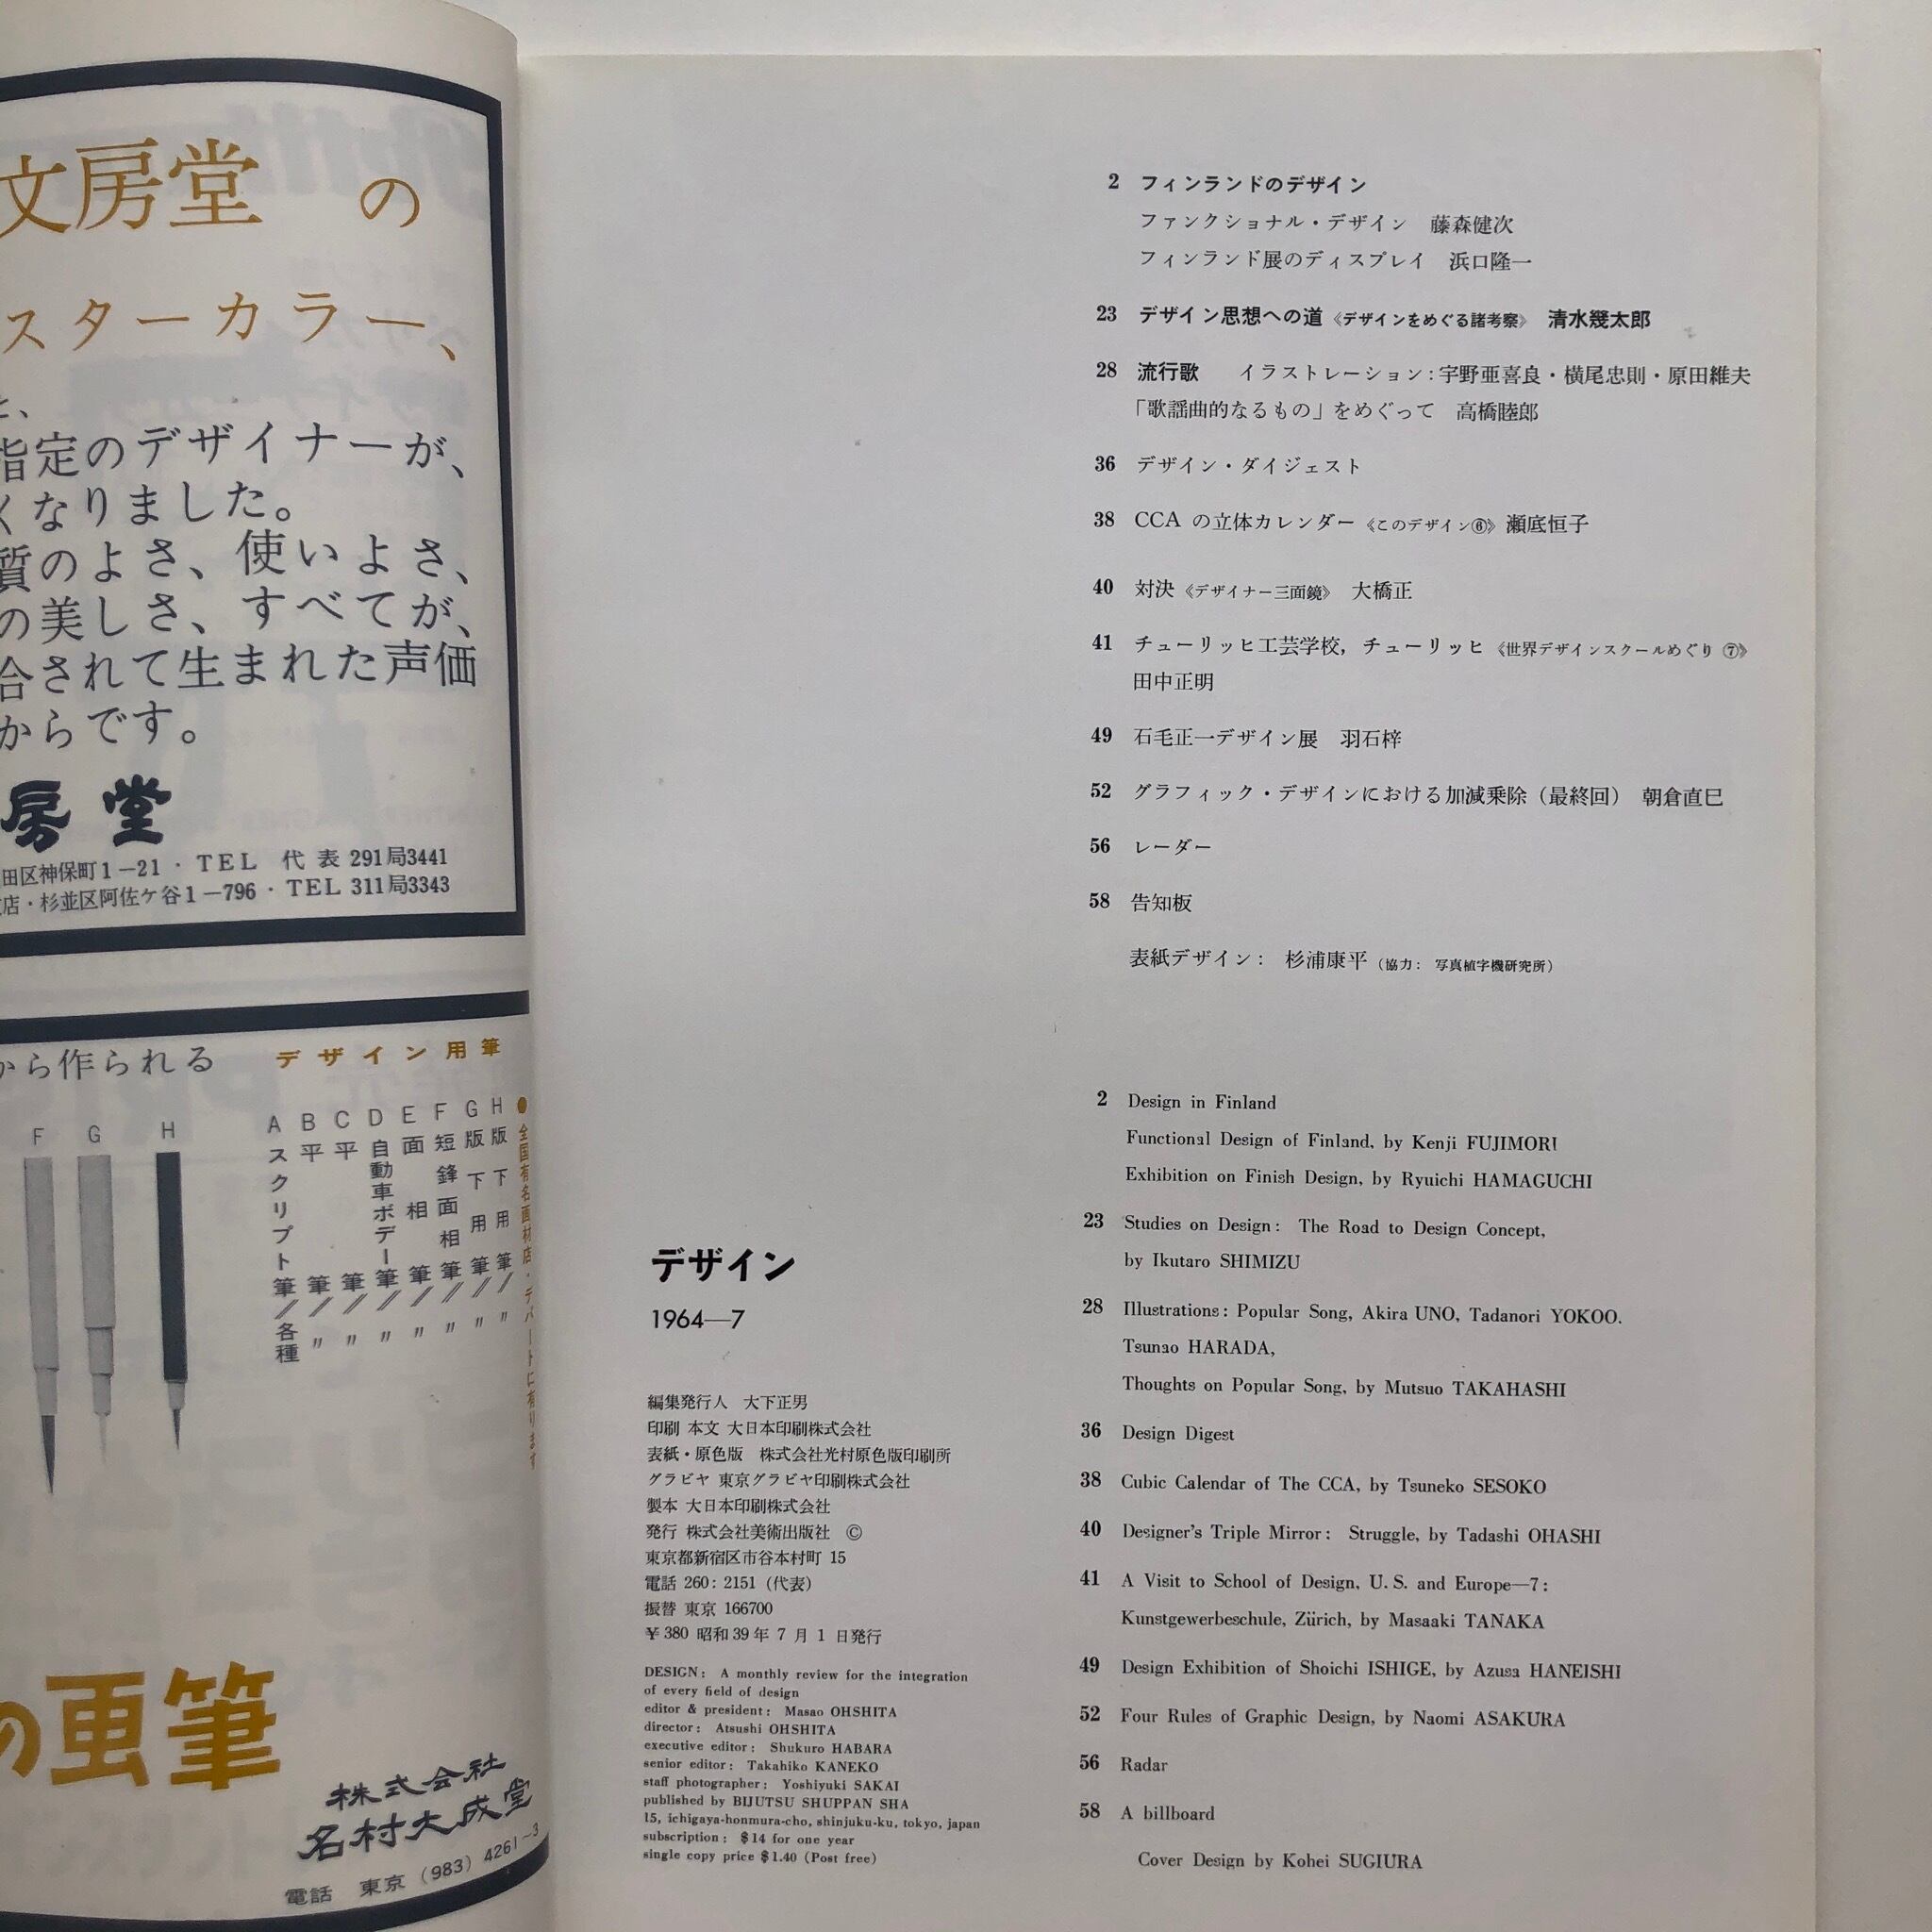 文房堂 の
スターカラー、
と、
指定のデザイナーが、
くなりました。
質のよさ、使いよさ、
の美しさ、すべてが、
合されて生まれた声価
からです。
房堂
田区神保町1－21・TEL 代表 291局3441
店・杉並区阿佐ケ谷1－796・TEL 311局3343
から作られる デザイン用筆
F G H
A スクリプト筆//各種
B 平筆// 〃
C 平筆// 〃
D 自動車ボデー筆// 〃
E 面相筆// 〃
F 短鋒面相筆// 〃
G 版下用筆// 〃
H 版下用筆// 〃
●全国有名画材店・デパートに有ります
の画筆
株式会社
名村大成堂
電話 東京 (983) 4261－3
2 フィンランドのデザイン
ファンクショナル・デザイン 藤森健次
フィンランド展のディスプレイ 浜口隆一
23 デザイン思想への道《デザインをめぐる諸考察》 清水幾太郎
28 流行歌 イラストレーション:宇野亜喜良・横尾忠則・原田維夫
「歌謡曲的なるもの」をめぐって 高橋睦郎
36 デザイン・ダイジェスト
38 CCA の立体カレンダー《このデザイン⑥》瀬底恒子
40 対決《デザイナー三面鏡》 大橋正
41 チューリッヒ工芸学校, チューリッヒ《世界デザインスクールめぐり ⑦》
田中正明
49 石毛正一デザイン展 羽石梓
52 グラフィック・デザインにおける加減乗除（最終回） 朝倉直巳
56 レーダー
58 告知板
表紙デザイン： 杉浦康平（協力： 写真植字機研究所）
デザイン
1964—7
編集発行人 大下正男
印刷 本文 大日本印刷株式会社
表紙・原色版 株式会社光村原色版印刷所
グラビヤ 東京グラビヤ印刷株式会社
製本 大日本印刷株式会社
発行 株式会社美術出版社 ©
東京都新宿区市谷本村町 15
電話 260: 2151 (代表)
振替 東京 166700
￥380 昭和39年 7 月 1 日発行
DESIGN: A monthly review for the integration
of every field of design
editor & president: Masao OHSHITA
director: Atsushi OHSHITA
executive editor: Shukuro HABARA
senior editor: Takahiko KANEKO
staff photographer: Yoshiyuki SAKAI
published by BIJUTSU SHUPPAN SHA
15, ichigaya-honmura-cho, shinjuku-ku, tokyo, japan
subscription: $14 for one year
single copy price $1.40 (Post free)
2 Design in Finland
Functional Design of Finland, by Kenji FUJIMORI
Exhibition on Finish Design, by Ryuichi HAMAGUCHI
23 Studies on Design: The Road to Design Concept,
by Ikutaro SHIMIZU
28 Illustrations: Popular Song, Akira UNO, Tadanori YOKOO.
Tsunao HARADA,
Thoughts on Popular Song, by Mutsuo TAKAHASHI
36 Design Digest
38 Cubic Calendar of The CCA, by Tsuneko SESOKO
40 Designer's Triple Mirror: Struggle, by Tadashi OHASHI
41 A Visit to School of Design, U. S. and Europe—7:
Kunstgewerbeschule, Zürich, by Masaaki TANAKA
49 Design Exhibition of Shoichi ISHIGE, by Azusa HANEISHI
52 Four Rules of Graphic Design, by Naomi ASAKURA
56 Radar
58 A billboard
Cover Design by Kohei SUGIURA